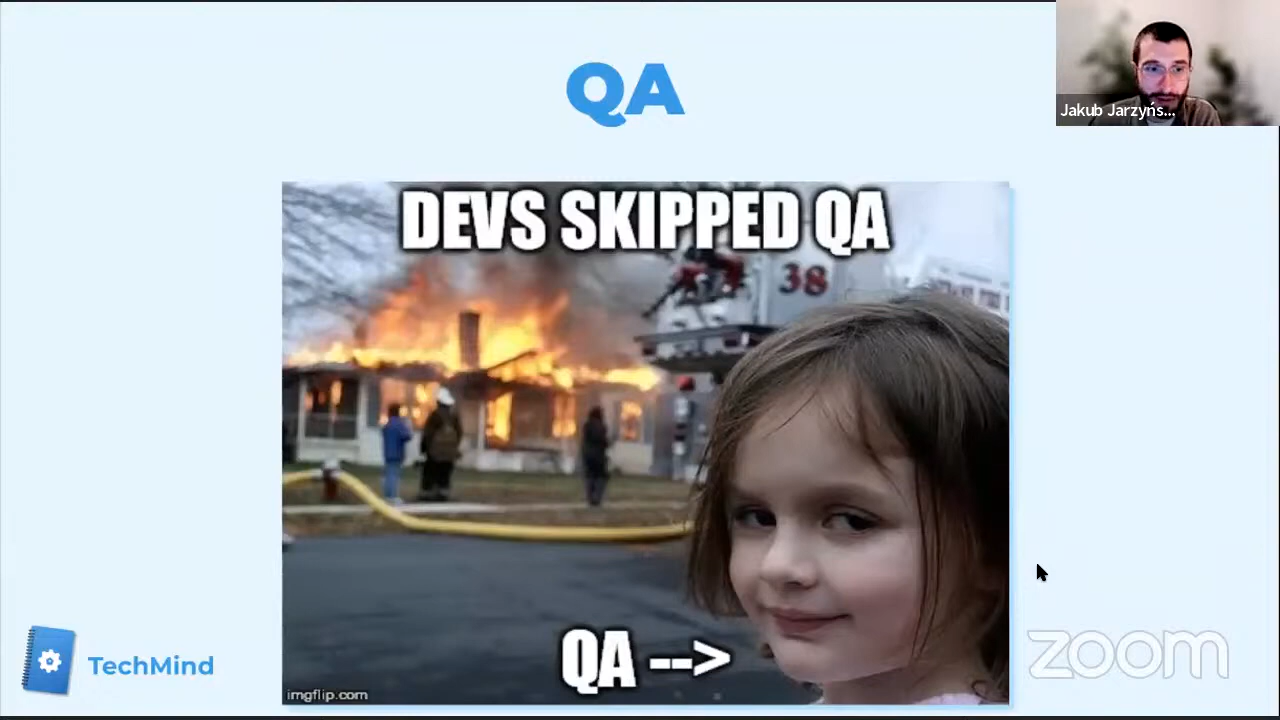 QA
Jakub Jarzyńs...
DEVS SKIPPED QA
38
QA -->
imgflip.com
TechMind
zoom